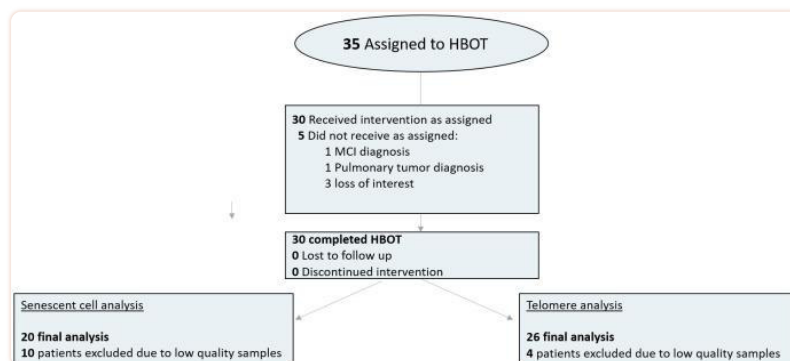 35 Assigned to HBOT
30 Received intervention as assigned
5 Did not receive as assigned:
1 MCI diagnosis
1 Pulmonary tumor diagnosis
3 loss of interest
30 completed HBOT
0 Lost to follow up
0 Discontinued intervention
Senescent cell analysis
20 final analysis
10 patients excluded due to low quality samples
Telomere analysis
26 final analysis
4 patients excluded due to low quality samples